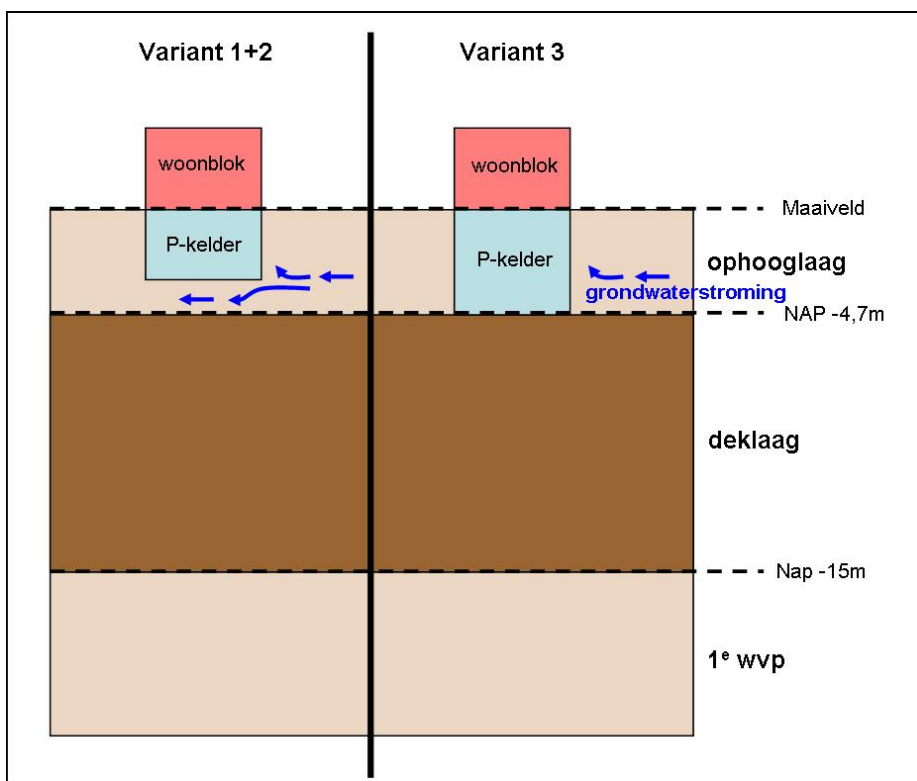 Variant 1+2
Variant 3
woonblok
woonblok
Maaiveld
P-kelder
P-kelder
ophooglaag
grondwaterstroming
NAP -4,7m
deklaag
Nap -15m
1e wvp